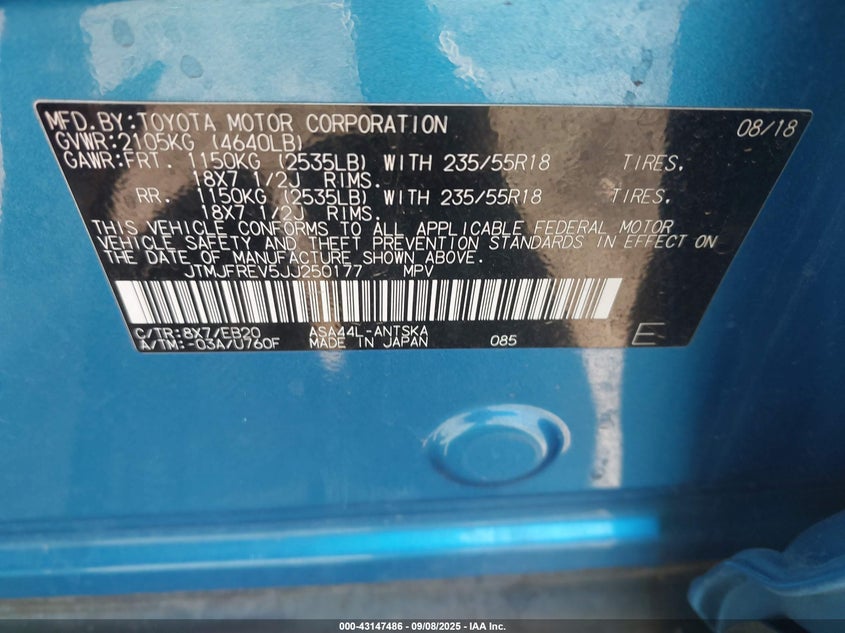 MFD.BY:TOYOTA MOTOR CORPORATION 08/18
GVWR:2105KG (4640LB)
GAWR:FRT. 1150KG (2535LB) WITH 235/55R18 TIRES.
18X7 1/2J RIMS.
RR. 1150KG (2535LB) WITH 235/55R18 TIRES.
18X7 1/2J RIMS.
THIS VEHICLE CONFORMS TO ALL APPLICABLE FEDERAL MOTOR
VEHICLE SAFETY AND THEFT PREVENTION STANDARDS IN EFFECT ON
THE DATE OF MANUFACTURE SHOWN ABOVE.
JTMJFREV5JJ250177 MPV
C/TR:8X7/EB20 ASA44L-ANTSKA
A/TM:-03A/U760F MADE IN JAPAN 085 E
000-43147486 - 09/08/2025 - IAA Inc.